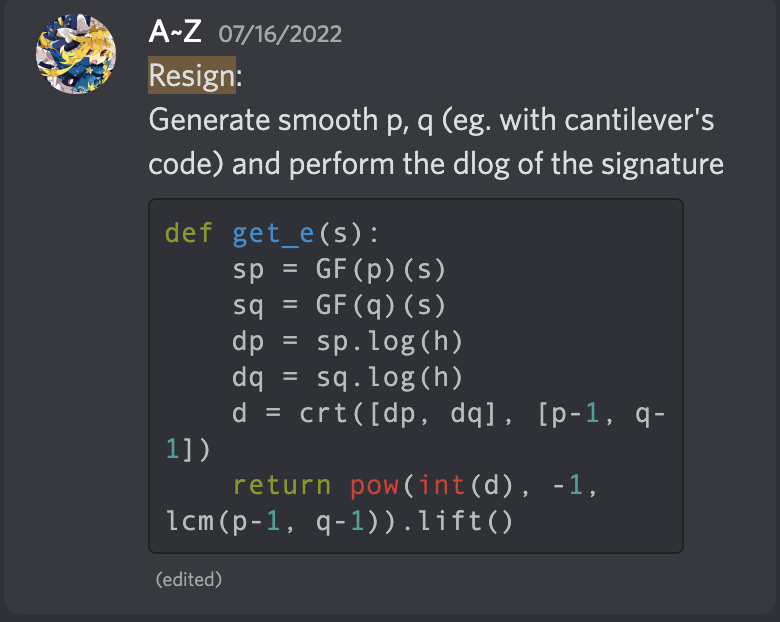 A~Z 07/16/2022
Resign:
Generate smooth p, q (eg. with cantilever's
code) and perform the dlog of the signature
def get_e(s):
    sp = GF(p)(s)
    sq = GF(q)(s)
    dp = sp.log(h)
    dq = sq.log(h)
    d = crt([dp, dq], [p-1, q-
1])
    return pow(int(d), -1,
lcm(p-1, q-1)).lift()
(edited)